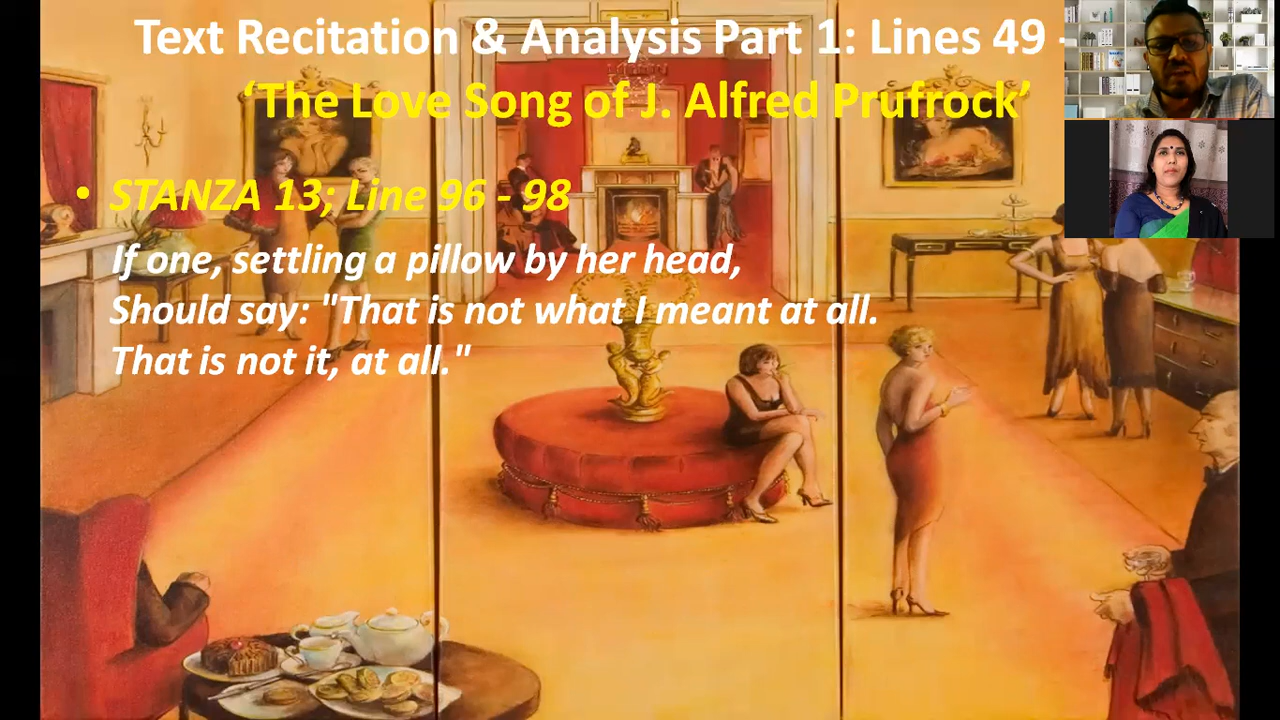 Text Recitation & Analysis Part 1: Lines 49 -
‘The Love Song of J. Alfred Prufrock’
• STANZA 13; Line 96 - 98
If one, settling a pillow by her head,
Should say: "That is not what I meant at all.
That is not it, at all."